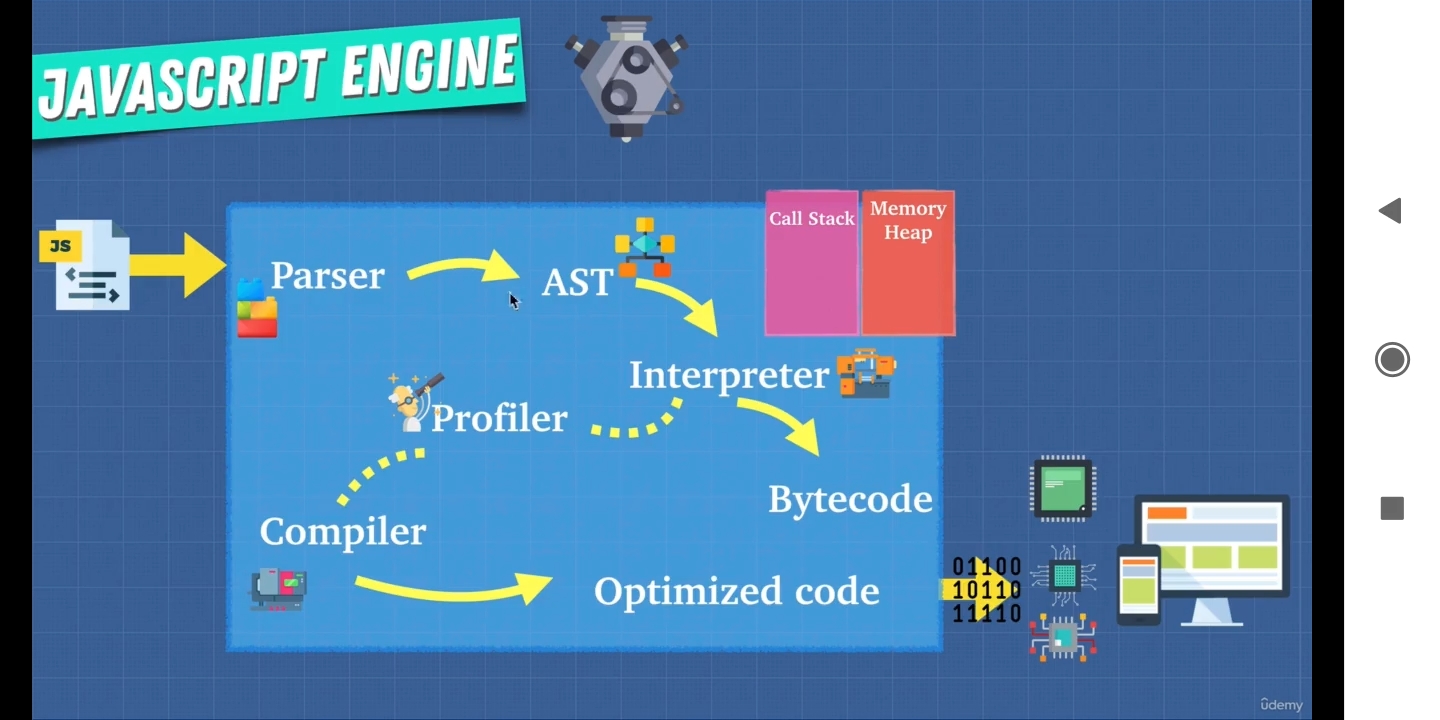 JAVASCRIPT ENGINE
Call Stack
Memory
Heap
JS
Parser
AST
Interpreter
Profiler
Bytecode
Compiler
Optimized code
01100
10110
11110
ûdemy